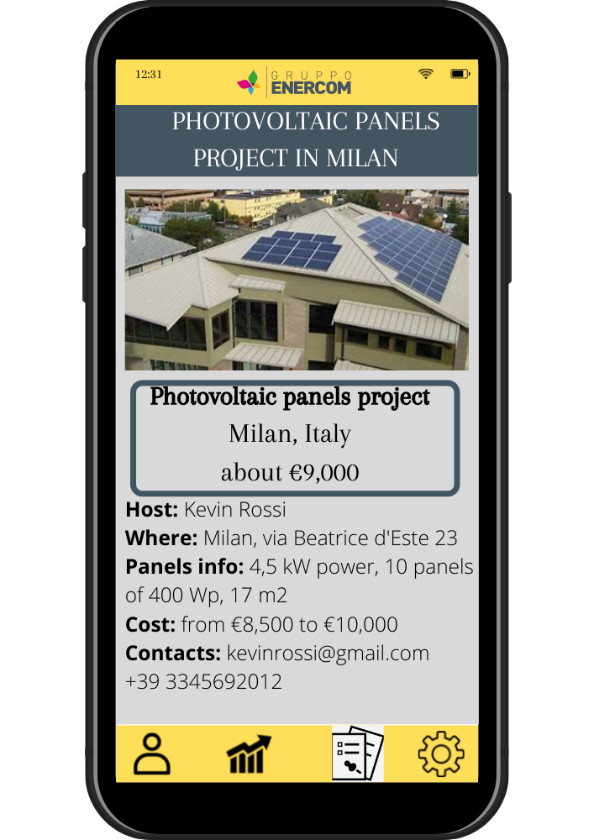 12:31
GRUPPO
ENERCOM
PHOTOVOLTAIC PANELS
PROJECT IN MILAN
Photovoltaic panels project
Milan, Italy
about €9,000
Host: Kevin Rossi
Where: Milan, via Beatrice d'Este 23
Panels info: 4,5 kW power, 10 panels
of 400 Wp, 17 m2
Cost: from €8,500 to €10,000
Contacts: kevinrossi@gmail.com
+39 3345692012